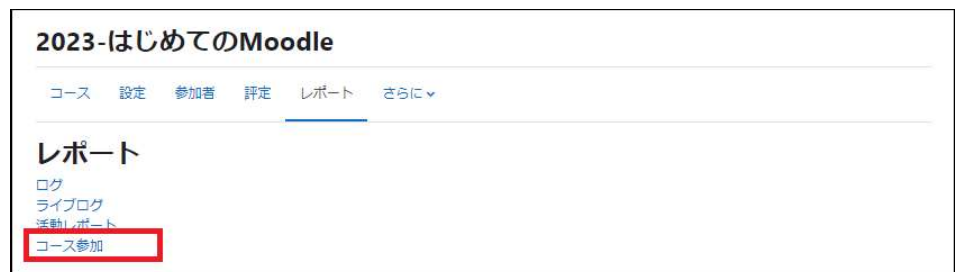 2023-はじめてのMoodle
コース 設定 参加者 評定 レポート さらに
レポート
ログ
ライブログ
活動レポート
コース参加